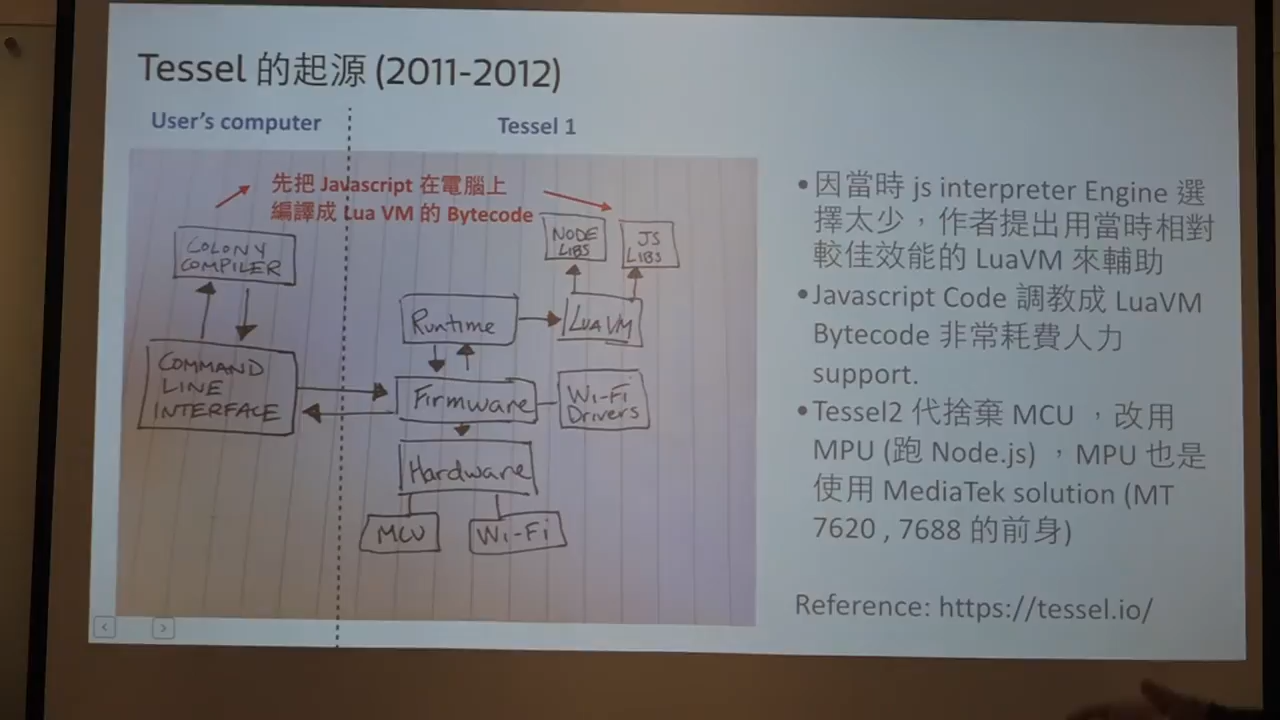 Tessel 的起源 (2011-2012)
User's computer
Tessel 1
先把 Javascript 在電腦上
編譯成 Lua VM 的 Bytecode
COLONY
COMPILER
NODE
LIBS
JS
LIBS
Runtime
LUA VM
COMMAND
LINE
INTERFACE
Firmware
Wi-Fi
Drivers
Hardware
MCU
Wi-Fi
•因當時 js interpreter Engine 選
擇太少，作者提出用當時相對
較佳效能的 LuaVM 來輔助
•Javascript Code 調教成 LuaVM
Bytecode 非常耗費人力
support.
•Tessel2 代捨棄 MCU ，改用
MPU (跑 Node.js) ，MPU 也是
使用 MediaTek solution (MT
7620 , 7688 的前身)
Reference: https://tessel.io/